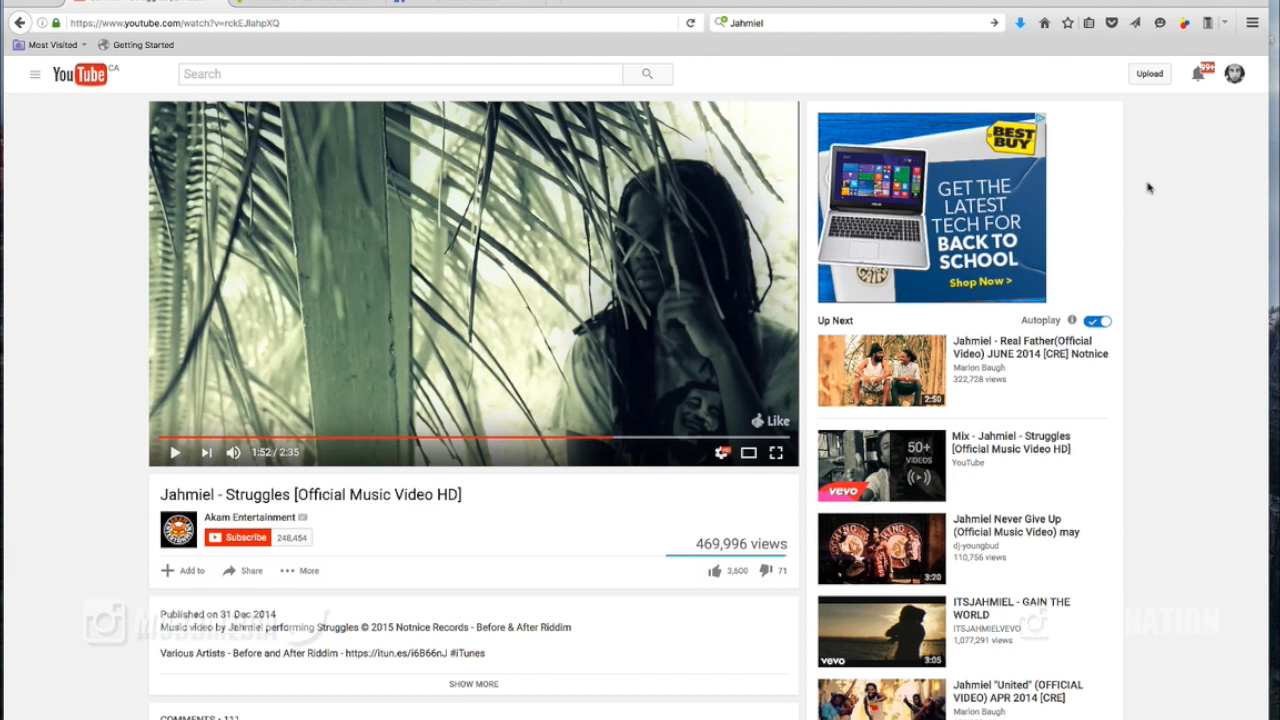 https://www.youtube.com/watch?v=rckEJlahpXQ
Jahmiel
Most Visited
Getting Started
YouTube CA
Search
Upload
99+
BEST BUY
GET THE
LATEST
TECH FOR
BACK TO
SCHOOL
Shop Now >
Like
1:52 / 2:35
Up Next
Autoplay
Jahmiel - Real Father(Official
Video) JUNE 2014 [CRE] Notnice
Marion Baugh
322,728 views
2:50
Mix - Jahmiel - Struggles
[Official Music Video HD]
YouTube
50+
VIDEOS
vevo
Jahmiel Never Give Up
(Official Music Video) may
dj-youngbud
110,756 views
3:20
ITSJAHMIEL - GAIN THE
WORLD
ITSJAHMIELVEVO
1,077,291 views
vevo
3:05
Jahmiel "United" (OFFICIAL
VIDEO) APR 2014 [CRE]
Marion Baugh
Jahmiel - Struggles [Official Music Video HD]
Akam Entertainment
Subscribe 248,454
469,996 views
Add to
Share
More
3,600
71
Published on 31 Dec 2014
Music video by Jahmiel performing Struggles © 2015 Notnice Records - Before & After Riddim
Various Artists - Before and After Riddim - https://itun.es/i6B66nJ #iTunes
SHOW MORE
COMMENTS • 111
NATION